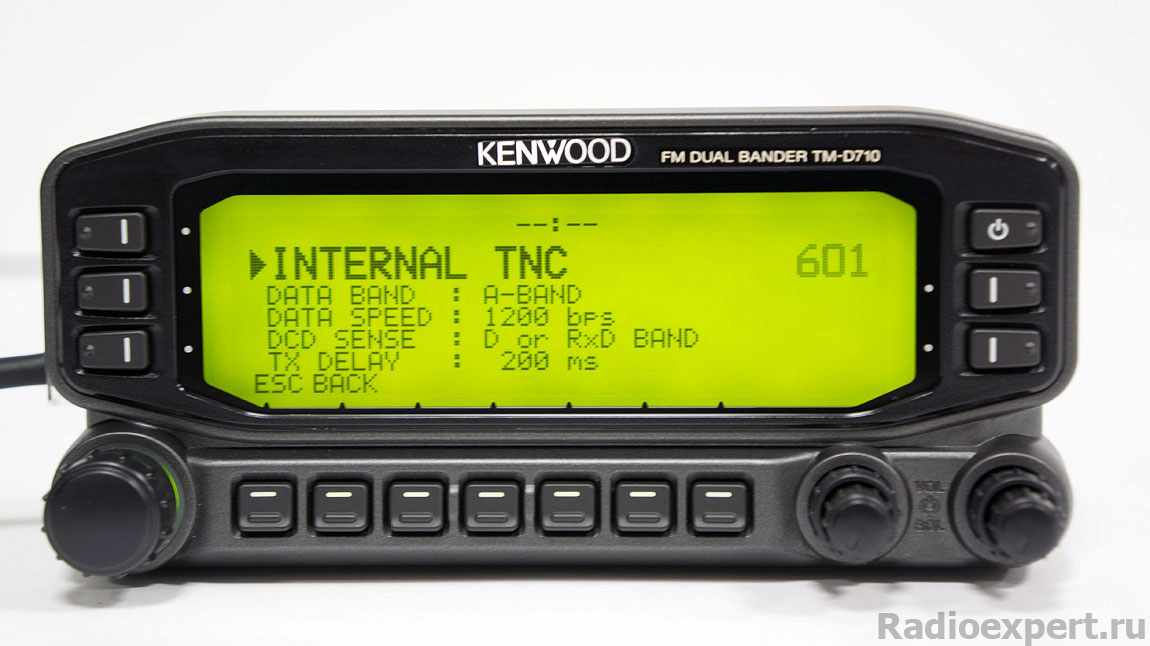 KENWOOD FM DUAL BANDER TM-D710
--:--
▶INTERNAL TNC 601
DATA BAND : A-BAND
DATA SPEED : 1200 bps
DCD SENSE : D or RxD BAND
TX DELAY : 200 ms
ESC BACK
VOL
SQL
Radioexpert.ru